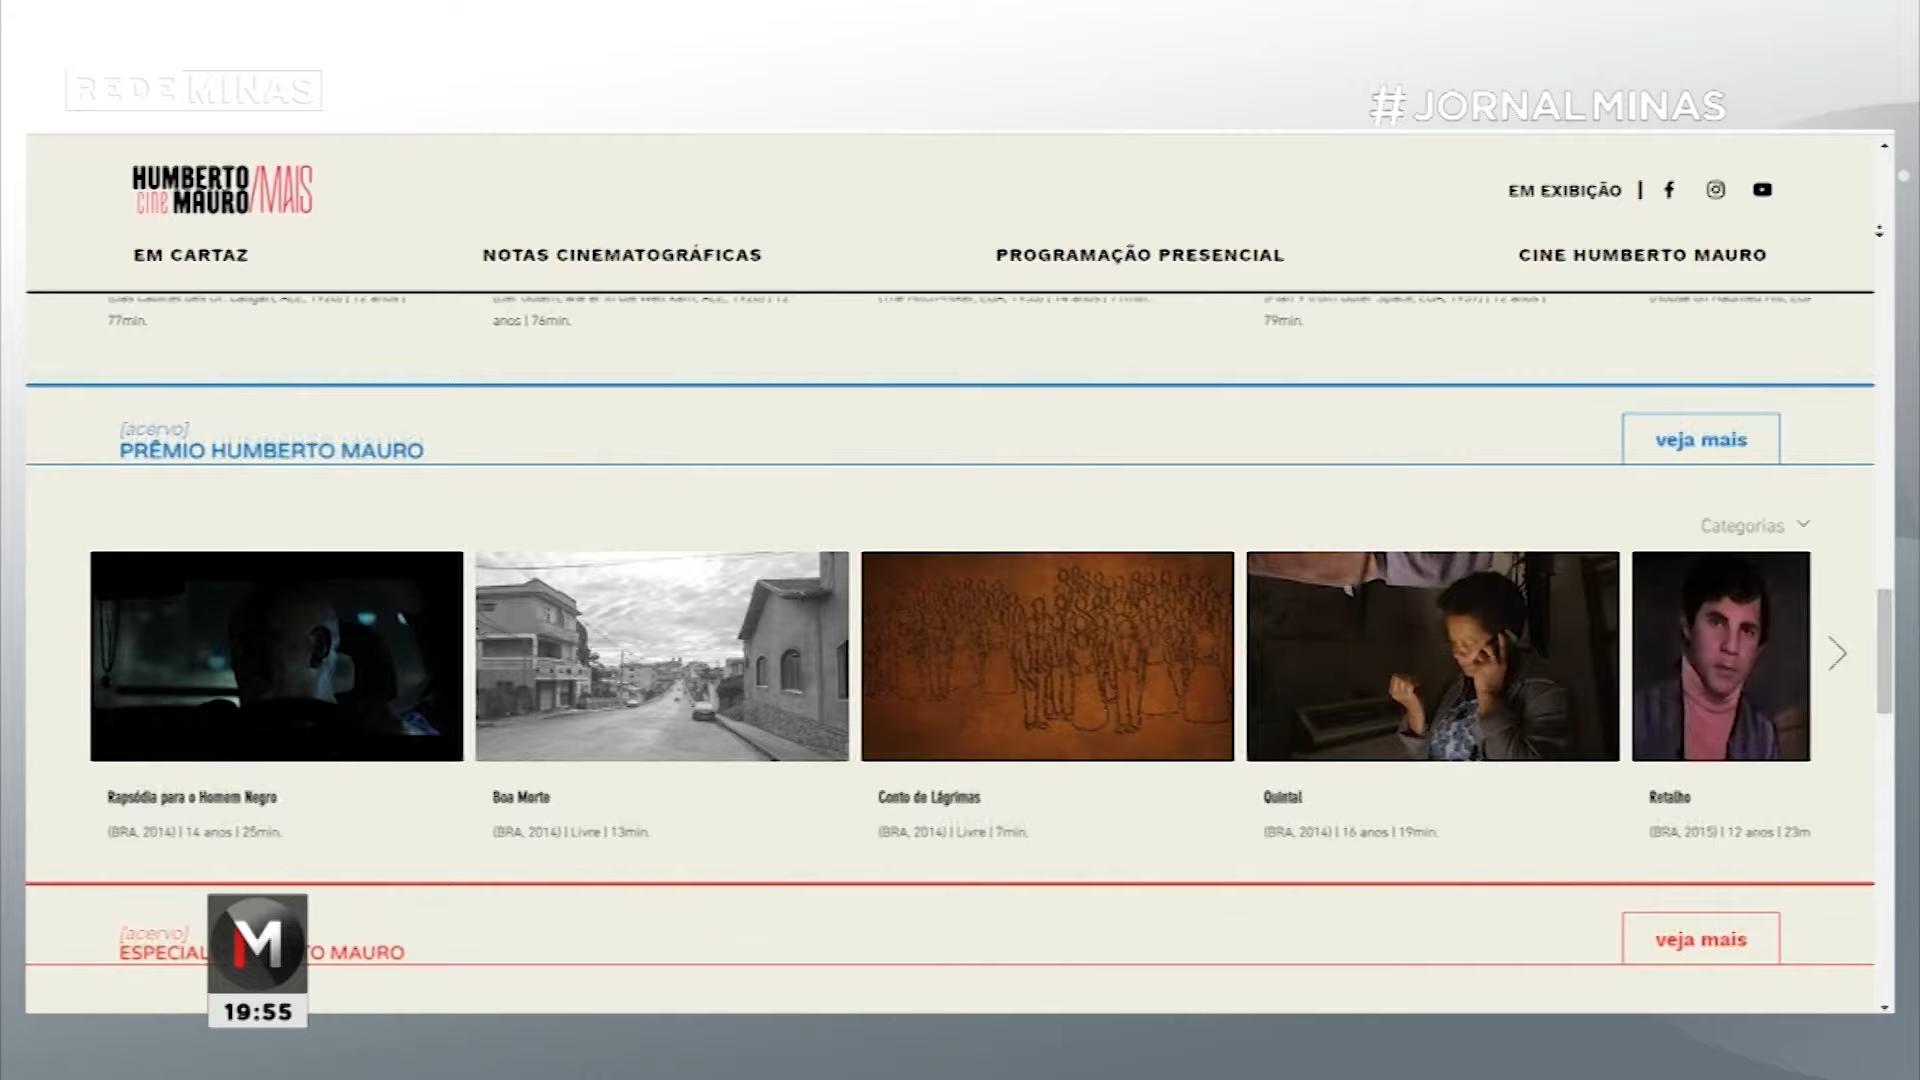 REDE MINAS
#JORNALMINAS
HUMBERTO
cine MAURO/MAIS
EM EXIBIÇÃO |
EM CARTAZ
NOTAS CINEMATOGRÁFICAS
PROGRAMAÇÃO PRESENCIAL
CINE HUMBERTO MAURO
77min.
anos | 76min.
79min.
[acervo]
PRÊMIO HUMBERTO MAURO
veja mais
Categorias
Rapsódia para o Homem Negro
(BRA, 2014) | 14 anos | 25min.
Boa Morte
(BRA, 2014) | Livre | 13min.
Conto de Lágrimas
(BRA, 2014) | Livre | 7min.
Quintal
(BRA, 2014) | 16 anos | 19min.
Retalho
(BRA, 2015) | 12 anos | 23m
[acervo]
ESPECIAL TO MAURO
veja mais
M
19:55